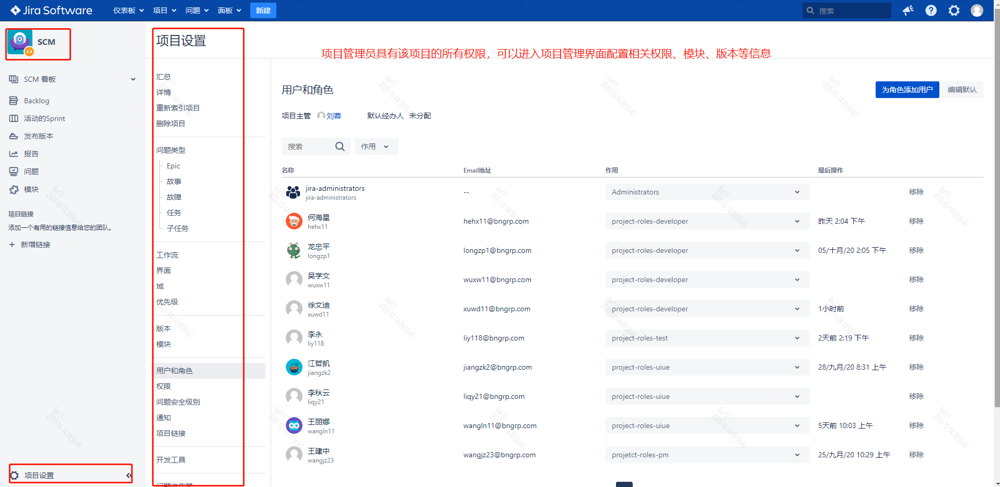 Jira Software 仪表板 项目 问题 面板 新建 搜索
SCM
SCM 看板
Backlog
活动的Sprint
发布版本
报告
问题
模块
项目链接
添加一个有用的链接信息给您的团队。
新增链接
项目设置
项目设置
汇总
详情
重新索引项目
删除项目
问题类型
Epic
故事
故障
任务
子任务
工作流
界面
域
优先级
版本
模块
用户和角色
权限
问题安全级别
通知
项目链接
开发工具
问题收集器
项目管理员具有该项目的所有权限，可以进入项目管理界面配置相关权限、模块、版本等信息
用户和角色 为角色添加用户 编辑默认
项目主管 刘蓉 默认经办人 未分配
搜索 作用
名称 Email地址 作用 最后操作
jira-administrators -- Administrators 移除
jira-administrators
何海星 hehx11@bngrp.com project-roles-developer 昨天 2:04 下午 移除
hehx11
龙忠平 longzp1@bngrp.com project-roles-developer 05/十月/20 2:05 下午 移除
longzp1
吴学文 wuxw11@bngrp.com project-roles-developer 移除
wuxw11
徐文迪 xuwd11@bngrp.com project-roles-developer 1小时前 移除
xuwd11
李永 liy118@bngrp.com project-roles-test 2天前 2:19 下午 移除
liy118
江哲凯 jiangzk2@bngrp.com project-roles-uiue 28/九月/20 8:31 上午 移除
jiangzk2
李秋云 liqy21@bngrp.com project-roles-uiue 移除
liqy21
王丽娜 wangln11@bngrp.com project-roles-uiue 5天前 10:03 上午 移除
wangln11
王建中 wangjz23@bngrp.com projetct-roles-pm 25/九月/20 10:29 上午 移除
wangjz23